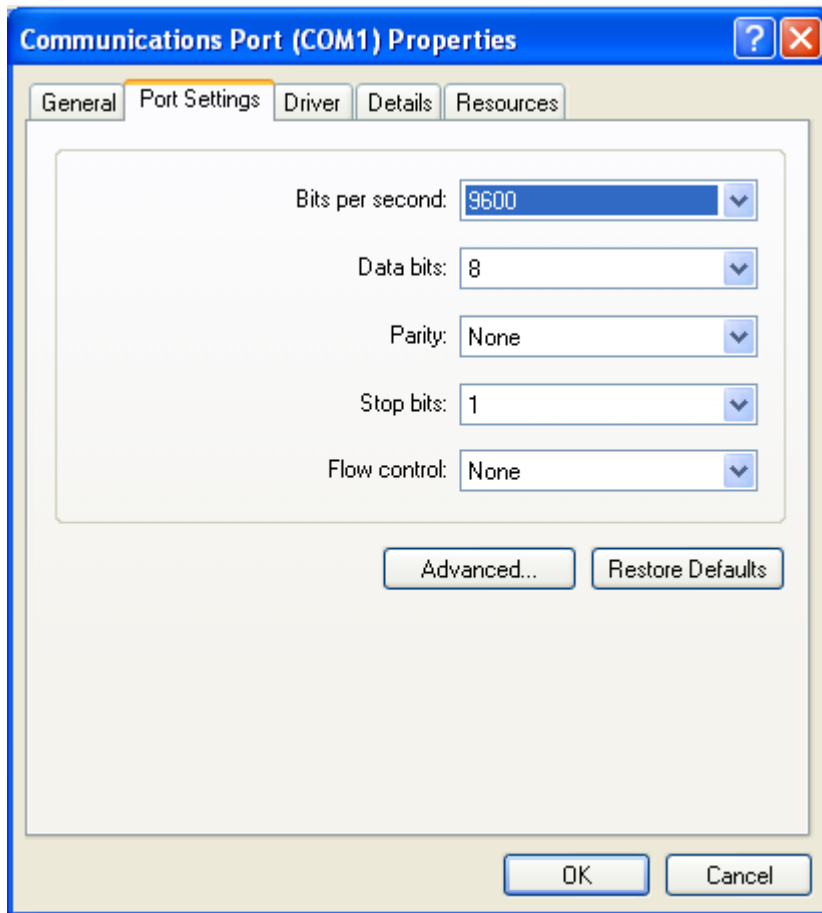 Communications Port (COM1) Properties
General Port Settings Driver Details Resources
Bits per second: 9600
Data bits: 8
Parity: None
Stop bits: 1
Flow control: None
Advanced... Restore Defaults
OK Cancel